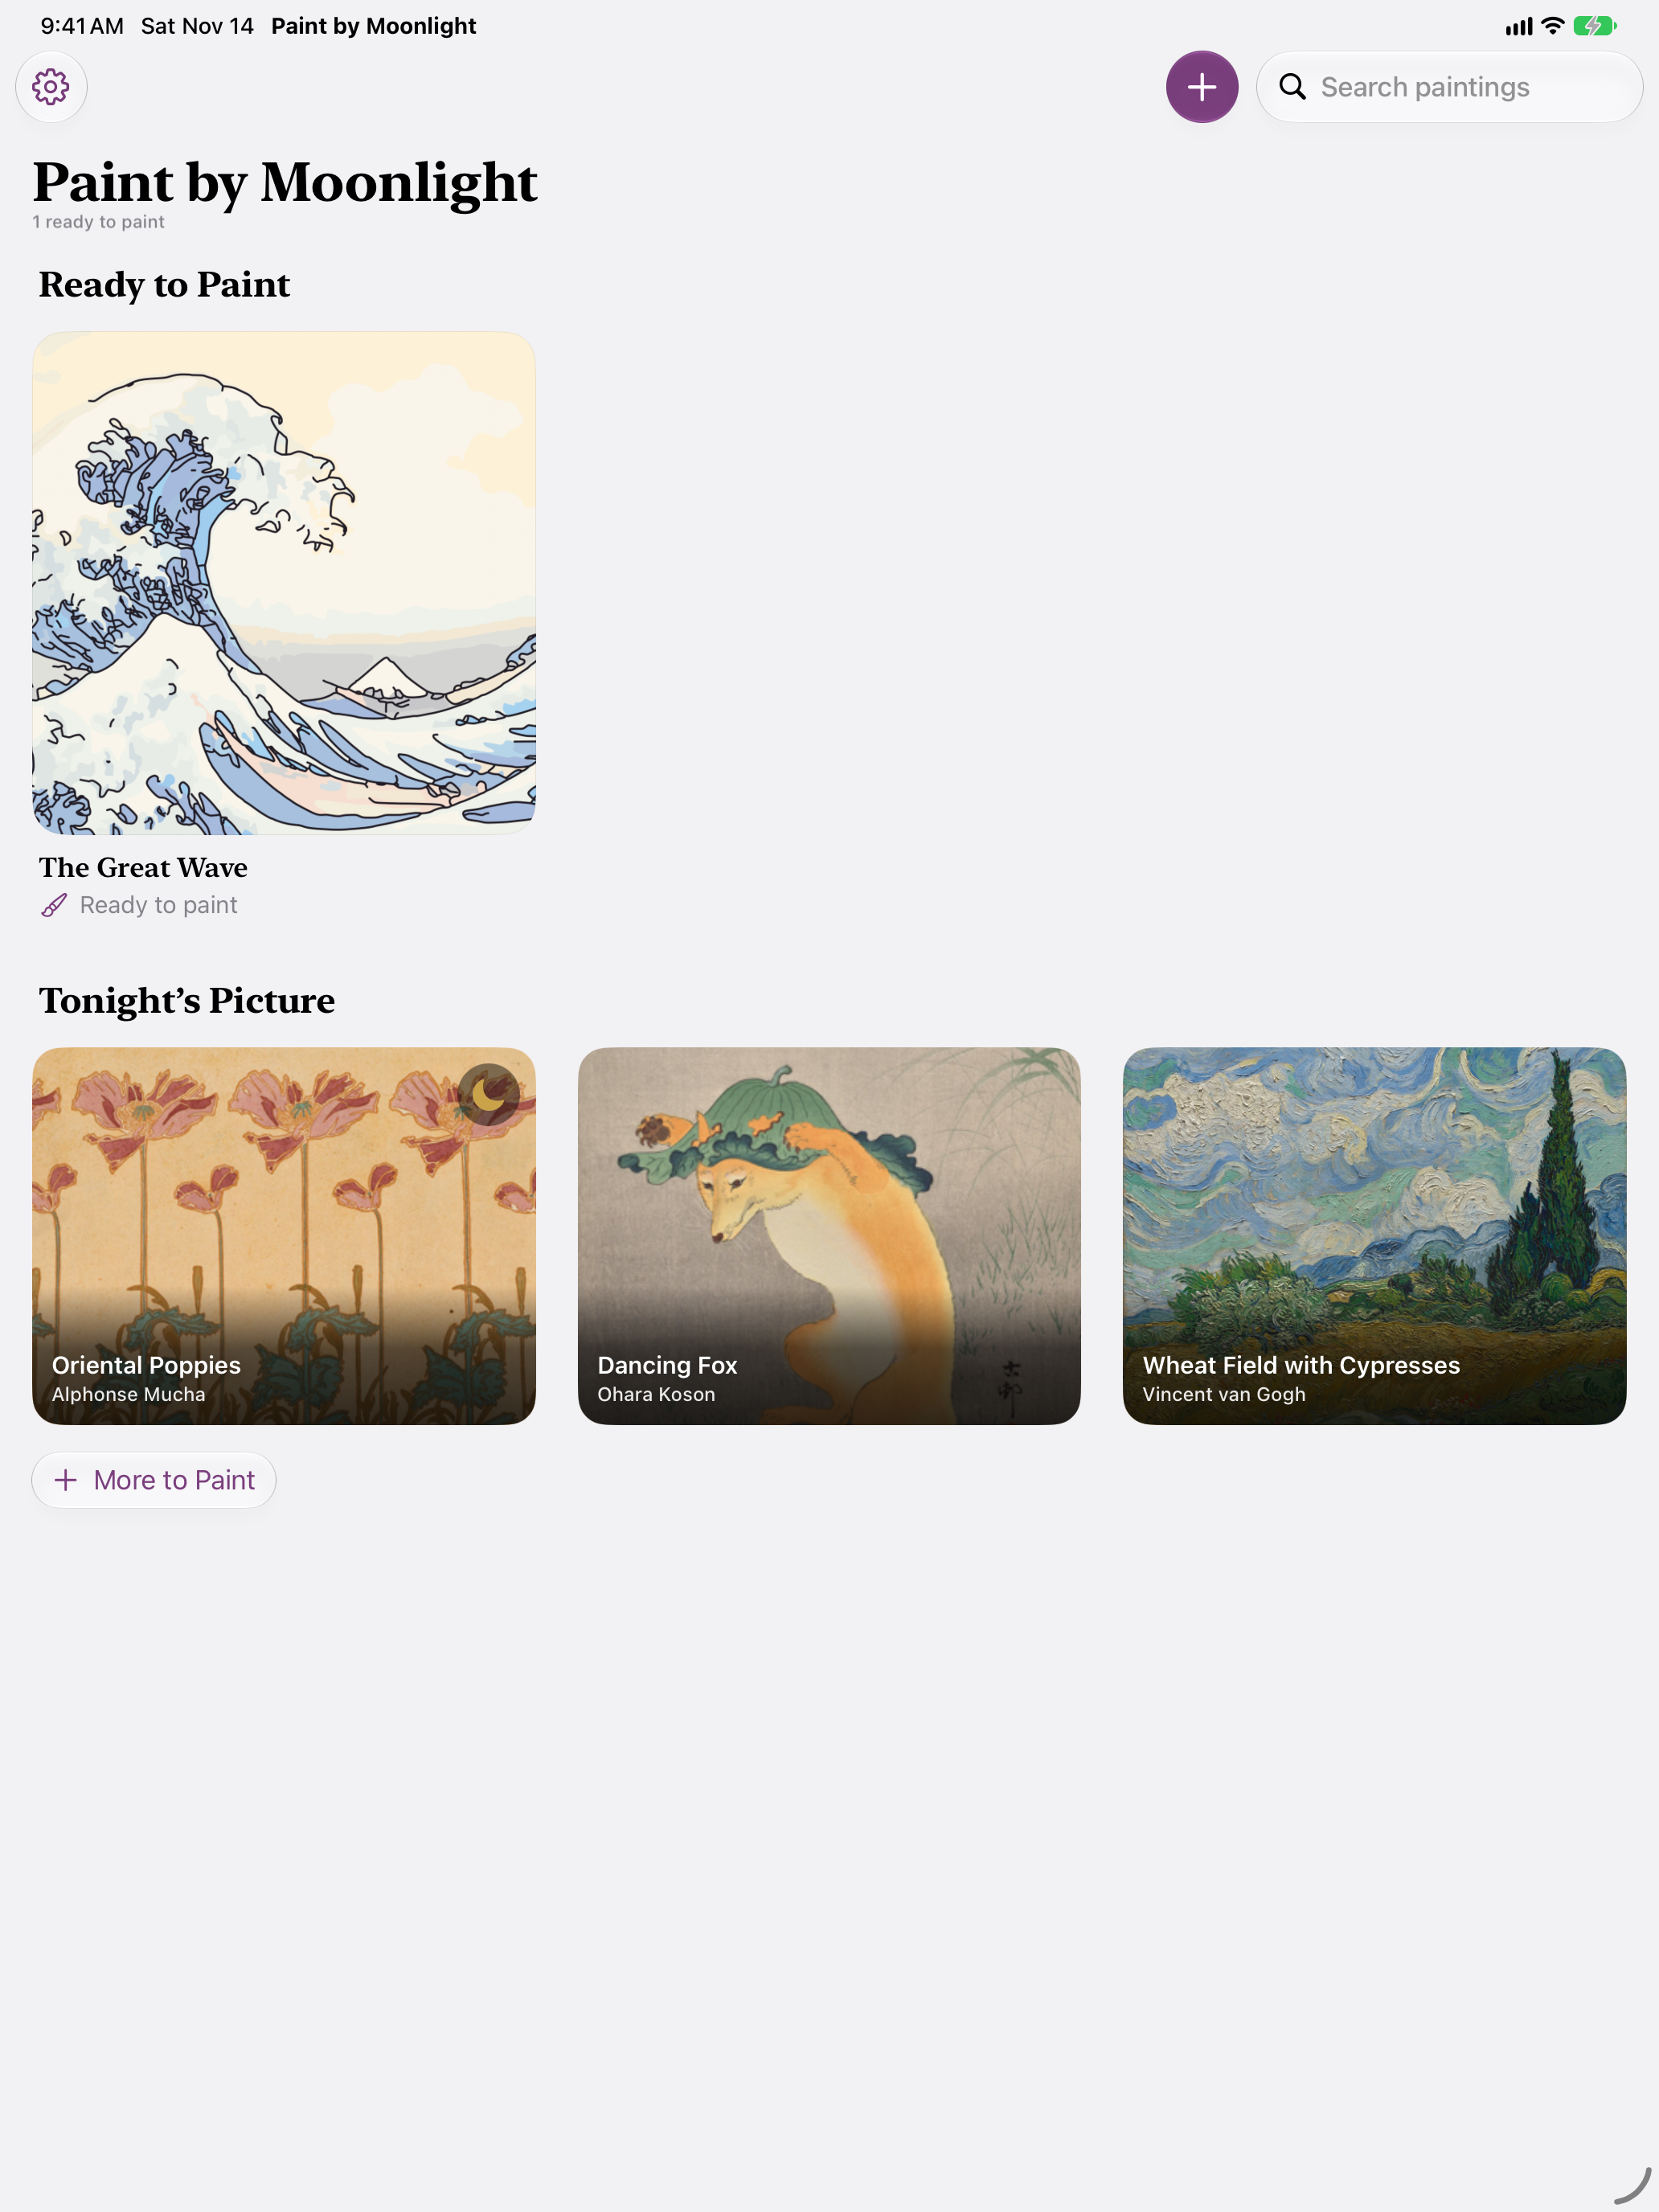 9:41 AM Sat Nov 14 Paint by Moonlight
Search paintings
Paint by Moonlight
1 ready to paint
Ready to Paint
The Great Wave
Ready to paint
Tonight’s Picture
Oriental Poppies
Alphonse Mucha
Dancing Fox
Ohara Koson
古邨
Wheat Field with Cypresses
Vincent van Gogh
More to Paint